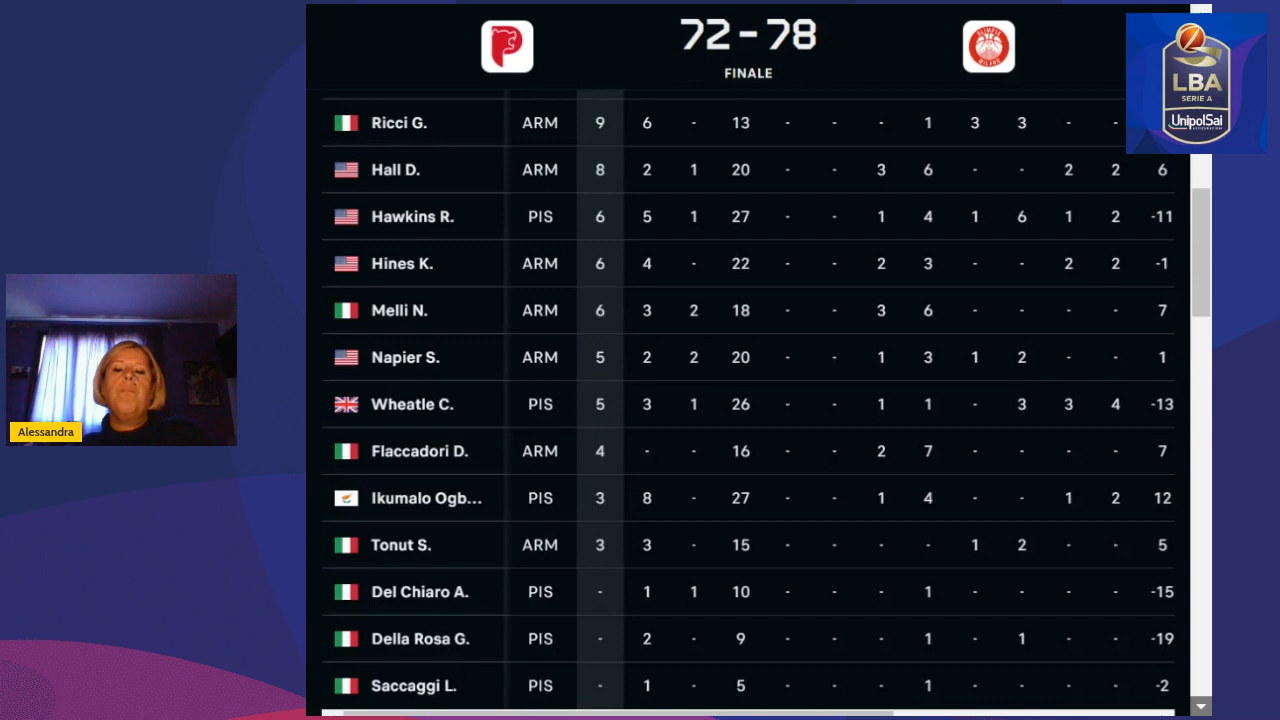 72 - 78
FINALE
LBA
SERIE A
UnipolSai
OLIMPIA
MILANO
Ricci G. ARM 9 6 - 13 - - - 1 3 3 - -
Hall D. ARM 8 2 1 20 - - 3 6 - - 2 2 6
Hawkins R. PIS 6 5 1 27 - - 1 4 1 6 1 2 -11
Hines K. ARM 6 4 - 22 - - 2 3 - - 2 2 -1
Melli N. ARM 6 3 2 18 - - 3 6 - - - - 7
Napier S. ARM 5 2 2 20 - - 1 3 1 2 - - 1
Wheatle C. PIS 5 3 1 26 - - 1 1 - 3 3 4 -13
Flaccadori D. ARM 4 - - 16 - - 2 7 - - - - 7
Ikumalo Ogb... PIS 3 8 - 27 - - 1 4 - - 1 2 12
Tonut S. ARM 3 3 - 15 - - - - 1 2 - - 5
Del Chiaro A. PIS - 1 1 10 - - - 1 - - - - -15
Della Rosa G. PIS - 2 - 9 - - - 1 - 1 - - -19
Saccaggi L. PIS - 1 - 5 - - - 1 - - - - -2
Alessandra